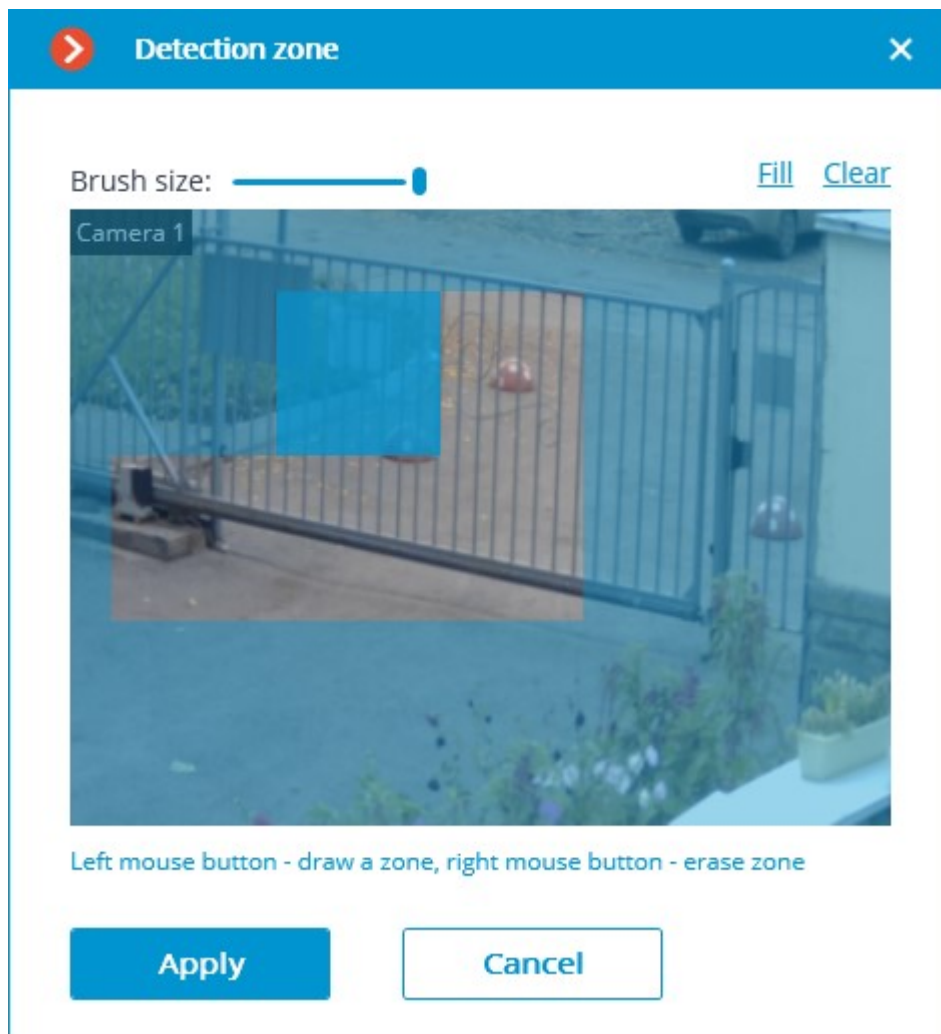 Detection zone
Brush size:
Fill
Clear
Camera 1
Left mouse button - draw a zone, right mouse button - erase zone
Apply
Cancel